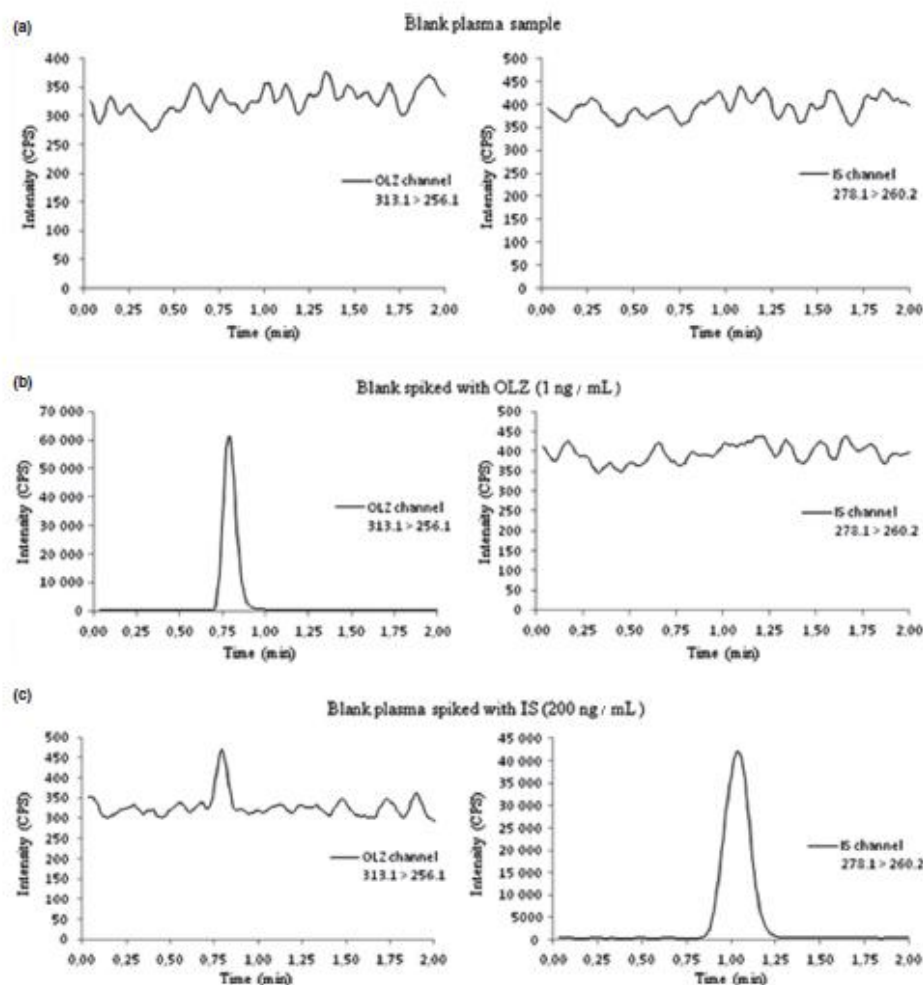 (a)
Blank plasma sample
400
350
300
250
200
150
100
50
0
Intensity (CPS)
OLZ channel
313.1 > 256.1
0,00 0,25 0,50 0,75 1,00 1,25 1,50 1,75 2,00
Time (min)
500
450
400
350
300
250
200
150
100
50
0
Intensity (CPS)
IS channel
278.1 > 260.2
0,00 0,25 0,50 0,75 1,00 1,25 1,50 1,75 2,00
Time (min)
(b)
Blank spiked with OLZ (1 ng / mL)
70 000
60 000
50 000
40 000
30 000
20 000
10 000
0
Intensity (CPS)
OLZ channel
313.1 > 256.1
0,00 0,25 0,50 0,75 1,00 1,25 1,50 1,75 2,00
Time (min)
500
450
400
350
300
250
200
150
100
50
0
Intensity (CPS)
IS channel
278.1 > 260.2
0,00 0,25 0,50 0,75 1,00 1,25 1,50 1,75 2,00
Time (min)
(c)
Blank plasma spiked with IS (200 ng / mL)
500
450
400
350
300
250
200
150
100
50
0
Intensity (CPS)
OLZ channel
313.1 > 256.1
0,00 0,25 0,50 0,75 1,00 1,25 1,50 1,75 2,00
Time (min)
45 000
40 000
35 000
30 000
25 000
20 000
15 000
10 000
5000
0
Intensity (CPS)
IS channel
278.1 > 260.2
0,00 0,25 0,50 0,75 1,00 1,25 1,50 1,75 2,00
Time (min)